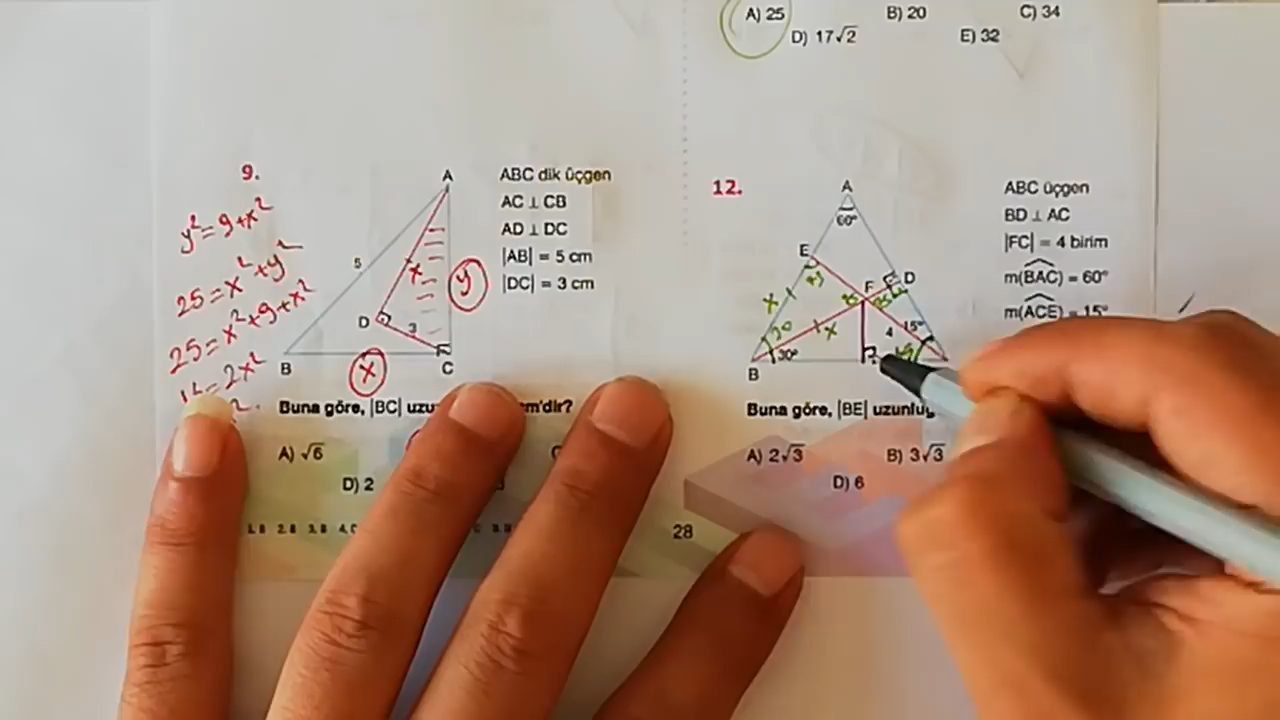 A) 25 B) 20 C) 34
D) 17√2 E) 32
9.
y² = 9+x²
25 = x²+y²
25 = x²+9+x²
= 2x²
A
5
x
y
D
3
B
x
C
ABC dik üçgen
AC ⊥ CB
AD ⊥ DC
|AB| = 5 cm
|DC| = 3 cm
Buna göre, |BC|
m'dir?
A) √6
D) 2
12.
A
60°
E
D
F
x
x
30
4
15°
30°
B
ABC üçgen
BD ⊥ AC
|FC| = 4 birim
m(BAC) = 60°
m(ACE) = 15°
Buna göre, |BE|
A) 2√3 B) 3√3
D) 6
28